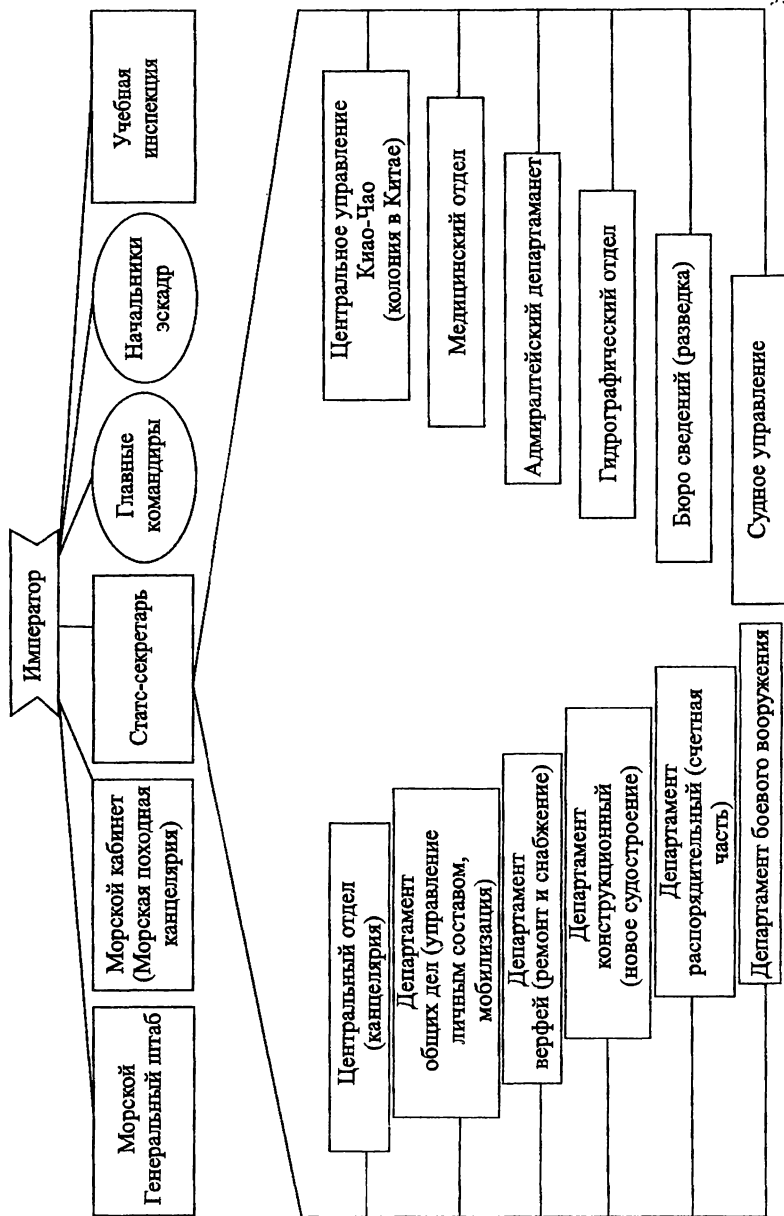 Император
Морской
Генеральный штаб
Морской кабинет
(Морская походная
канцелярия)
Статс-секретарь
Главные
командиры
Начальники
эскадр
Учебная
инспекция
Центральный отдел
(канцелярия)
Департамент
общих дел (управление
личным составом,
мобилизация)
Департамент
верфей (ремонт и снабжение)
Департамент
конструкционный
(новое судостроение)
Департамент
распорядительный (счетная
часть)
Департамент боевого вооружения
Центральное управление
Киао-Чао
(колония в Китае)
Медицинский отдел
Адмиралтейский департаманет
Гидрографический отдел
Бюро сведений (разведка)
Судное управление